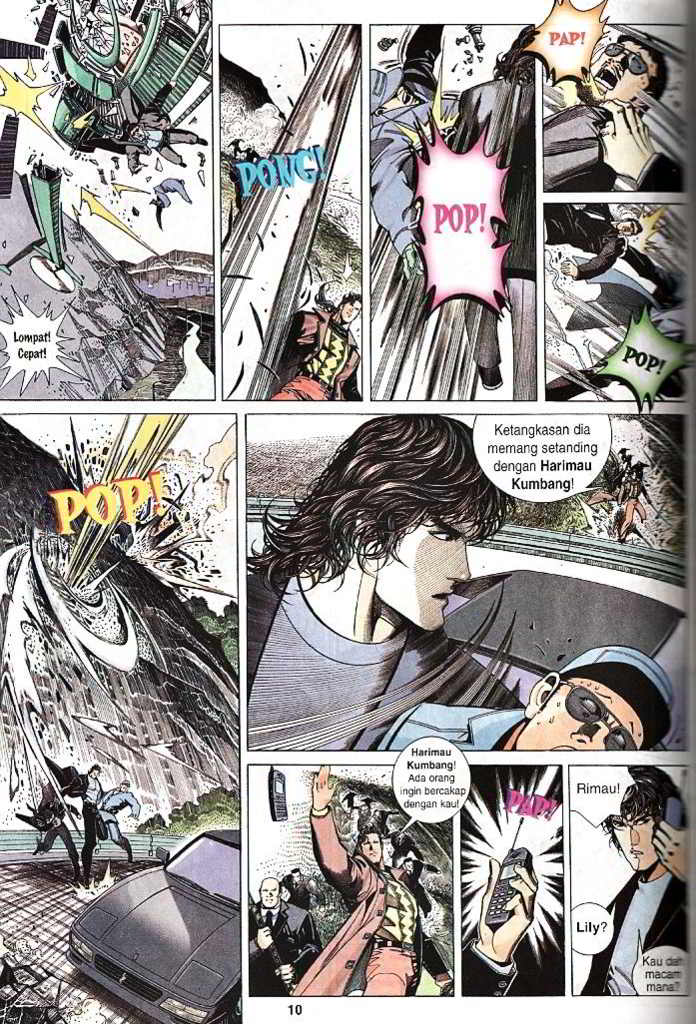 PONG!
POP!
PAP!
POP!
Lompat!
Cepat!
POP!
Ketangkasan dia
memang setanding
dengan Harimau
Kumbang!
Harimau
Kumbang!
Ada orang
ingin bercakap
dengan kau!
PAP!
Rimau!
Lily?
Kau dah
macam
mana?
10